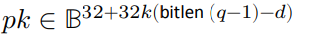 pk ∈ 𝔹^{32+32k(bitlen (q−1)−d)}